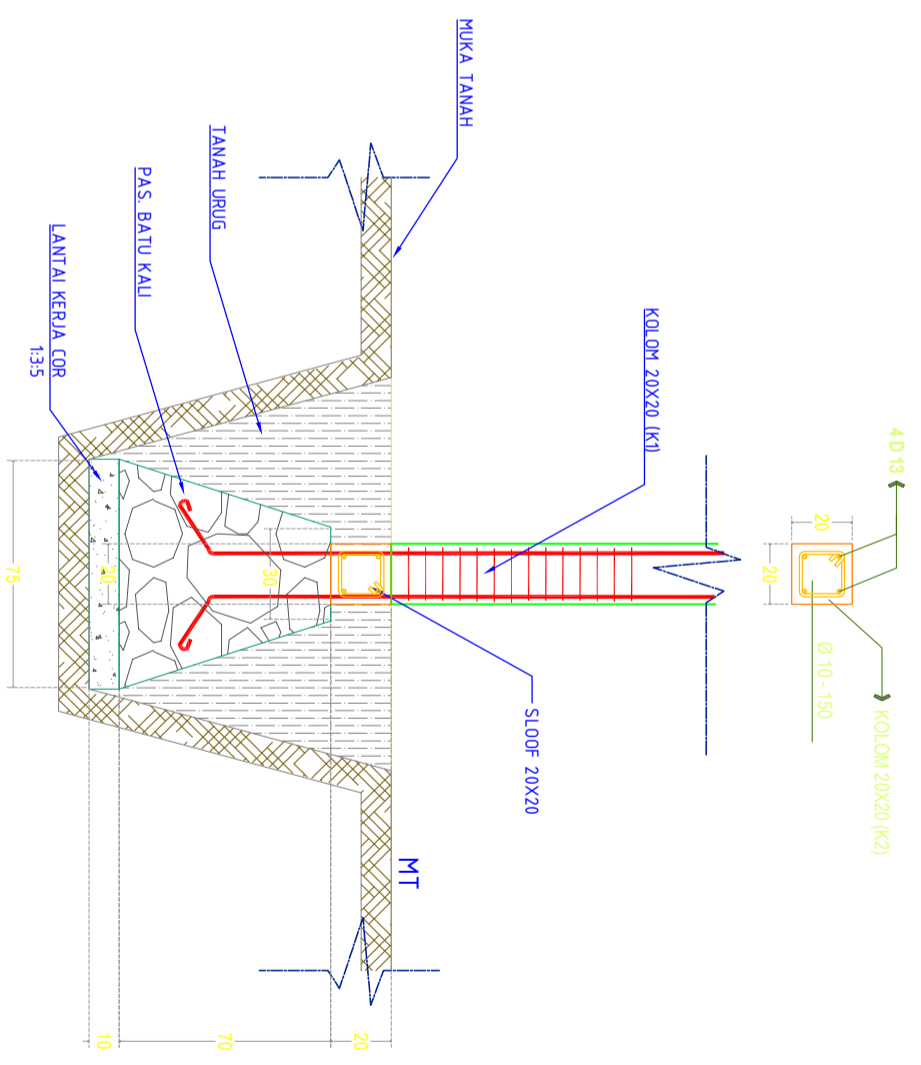 4 D 13
KOLOM 20X20 (K2)
20
20
Ø 10 - 150
KOLOM 20X20 (K1)
SLOOF 20X20
MUKA TANAH
MT
TANAH URUG
PAS. BATU KALI
LANTAI KERJA COR
1:3:5
30
20
75
20
70
10